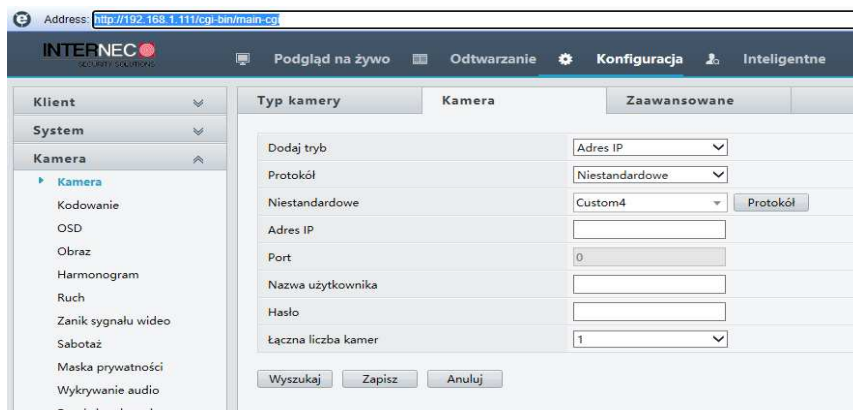 Address: http://192.168.1.111/cgi-bin/main-cgi
INTERNEC
SECURITY SOLUTIONS
Podgląd na żywo Odtwarzanie Konfiguracja Inteligentne
Klient
System
Kamera
Kamera
Kodowanie
OSD
Obraz
Harmonogram
Ruch
Zanik sygnału wideo
Sabotaż
Maska prywatności
Wykrywanie audio
Typ kamery Kamera Zaawansowane
Dodaj tryb Adres IP
Protokół Niestandardowe
Niestandardowe Custom4 Protokół
Adres IP
Port 0
Nazwa użytkownika
Hasło
Łączna liczba kamer 1
Wyszukaj Zapisz Anuluj